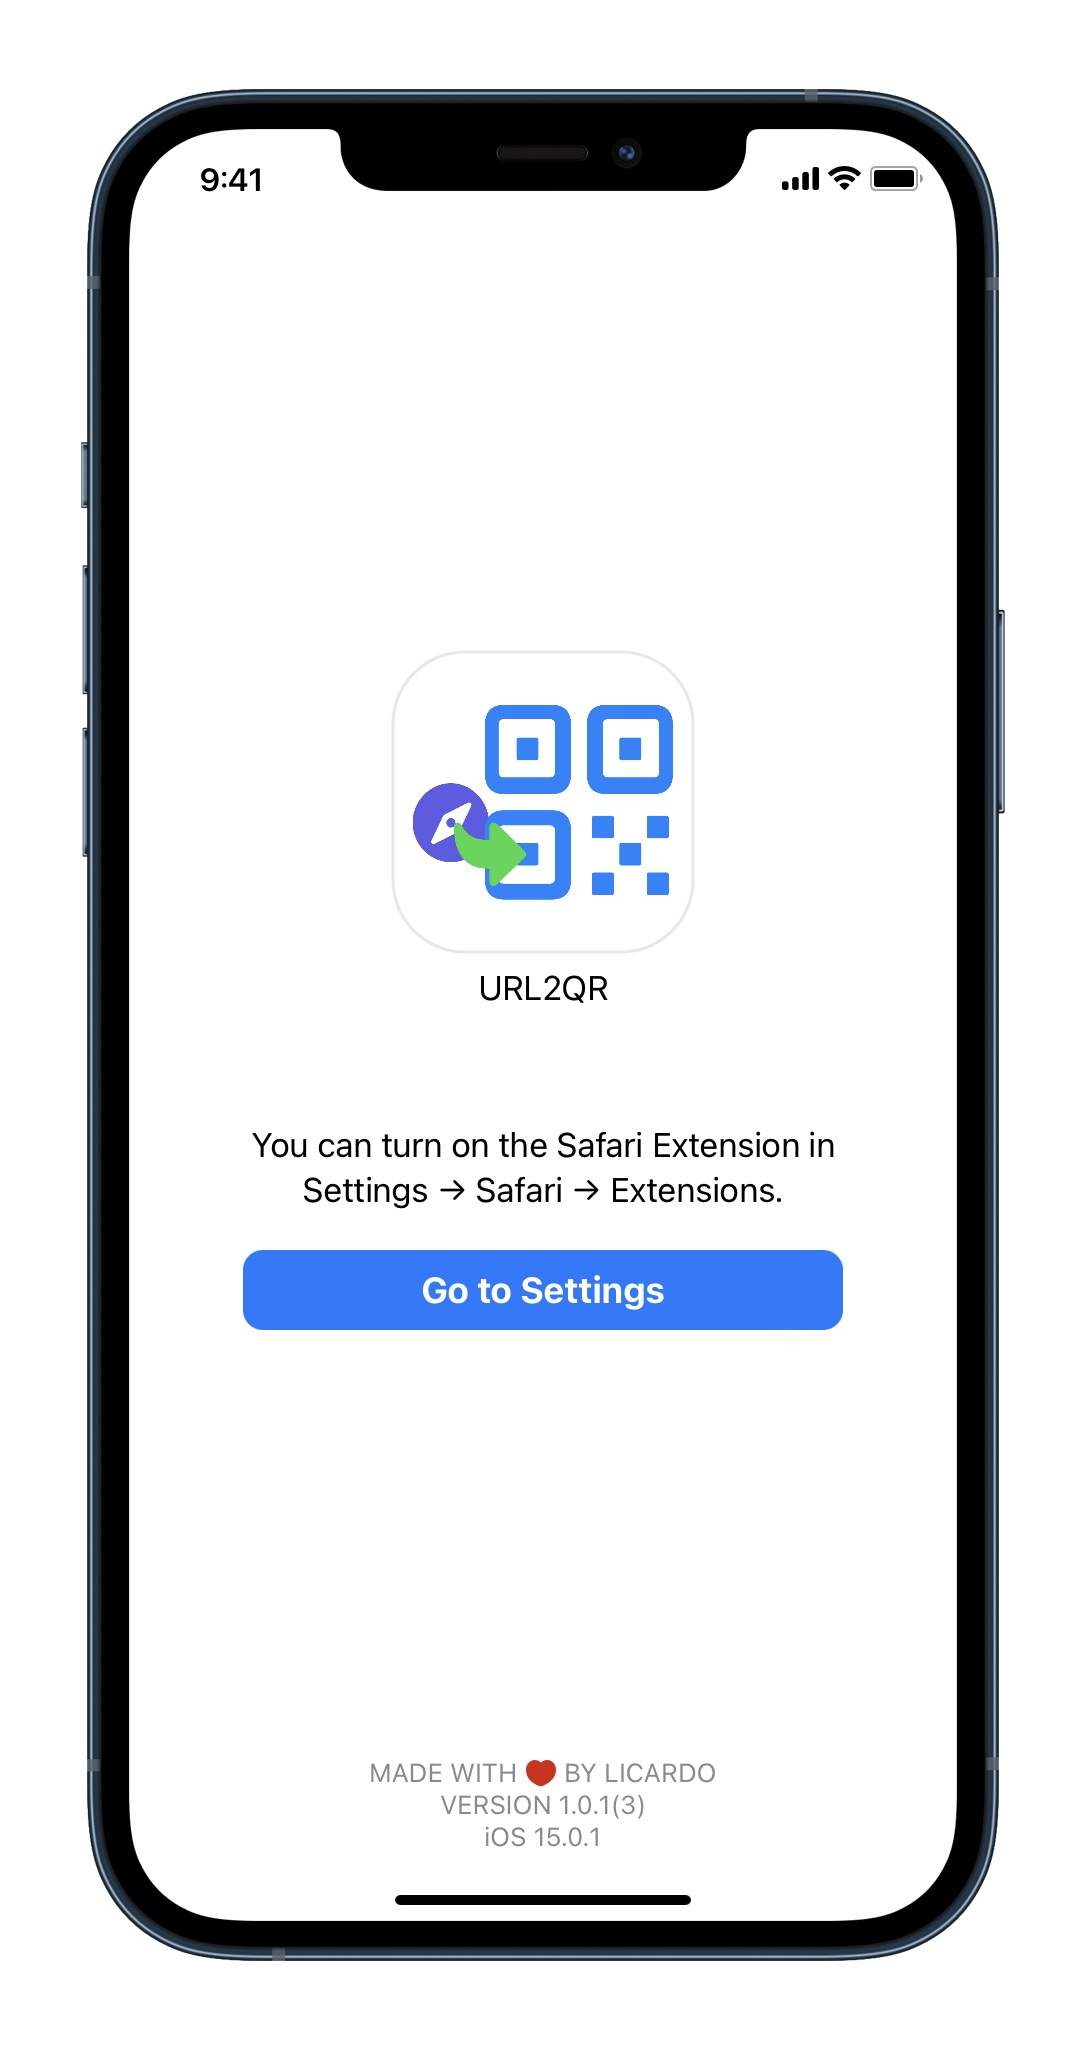 9:41
URL2QR
You can turn on the Safari Extension in
Settings → Safari → Extensions.
Go to Settings
MADE WITH ❤️ BY LICARDO
VERSION 1.0.1(3)
iOS 15.0.1